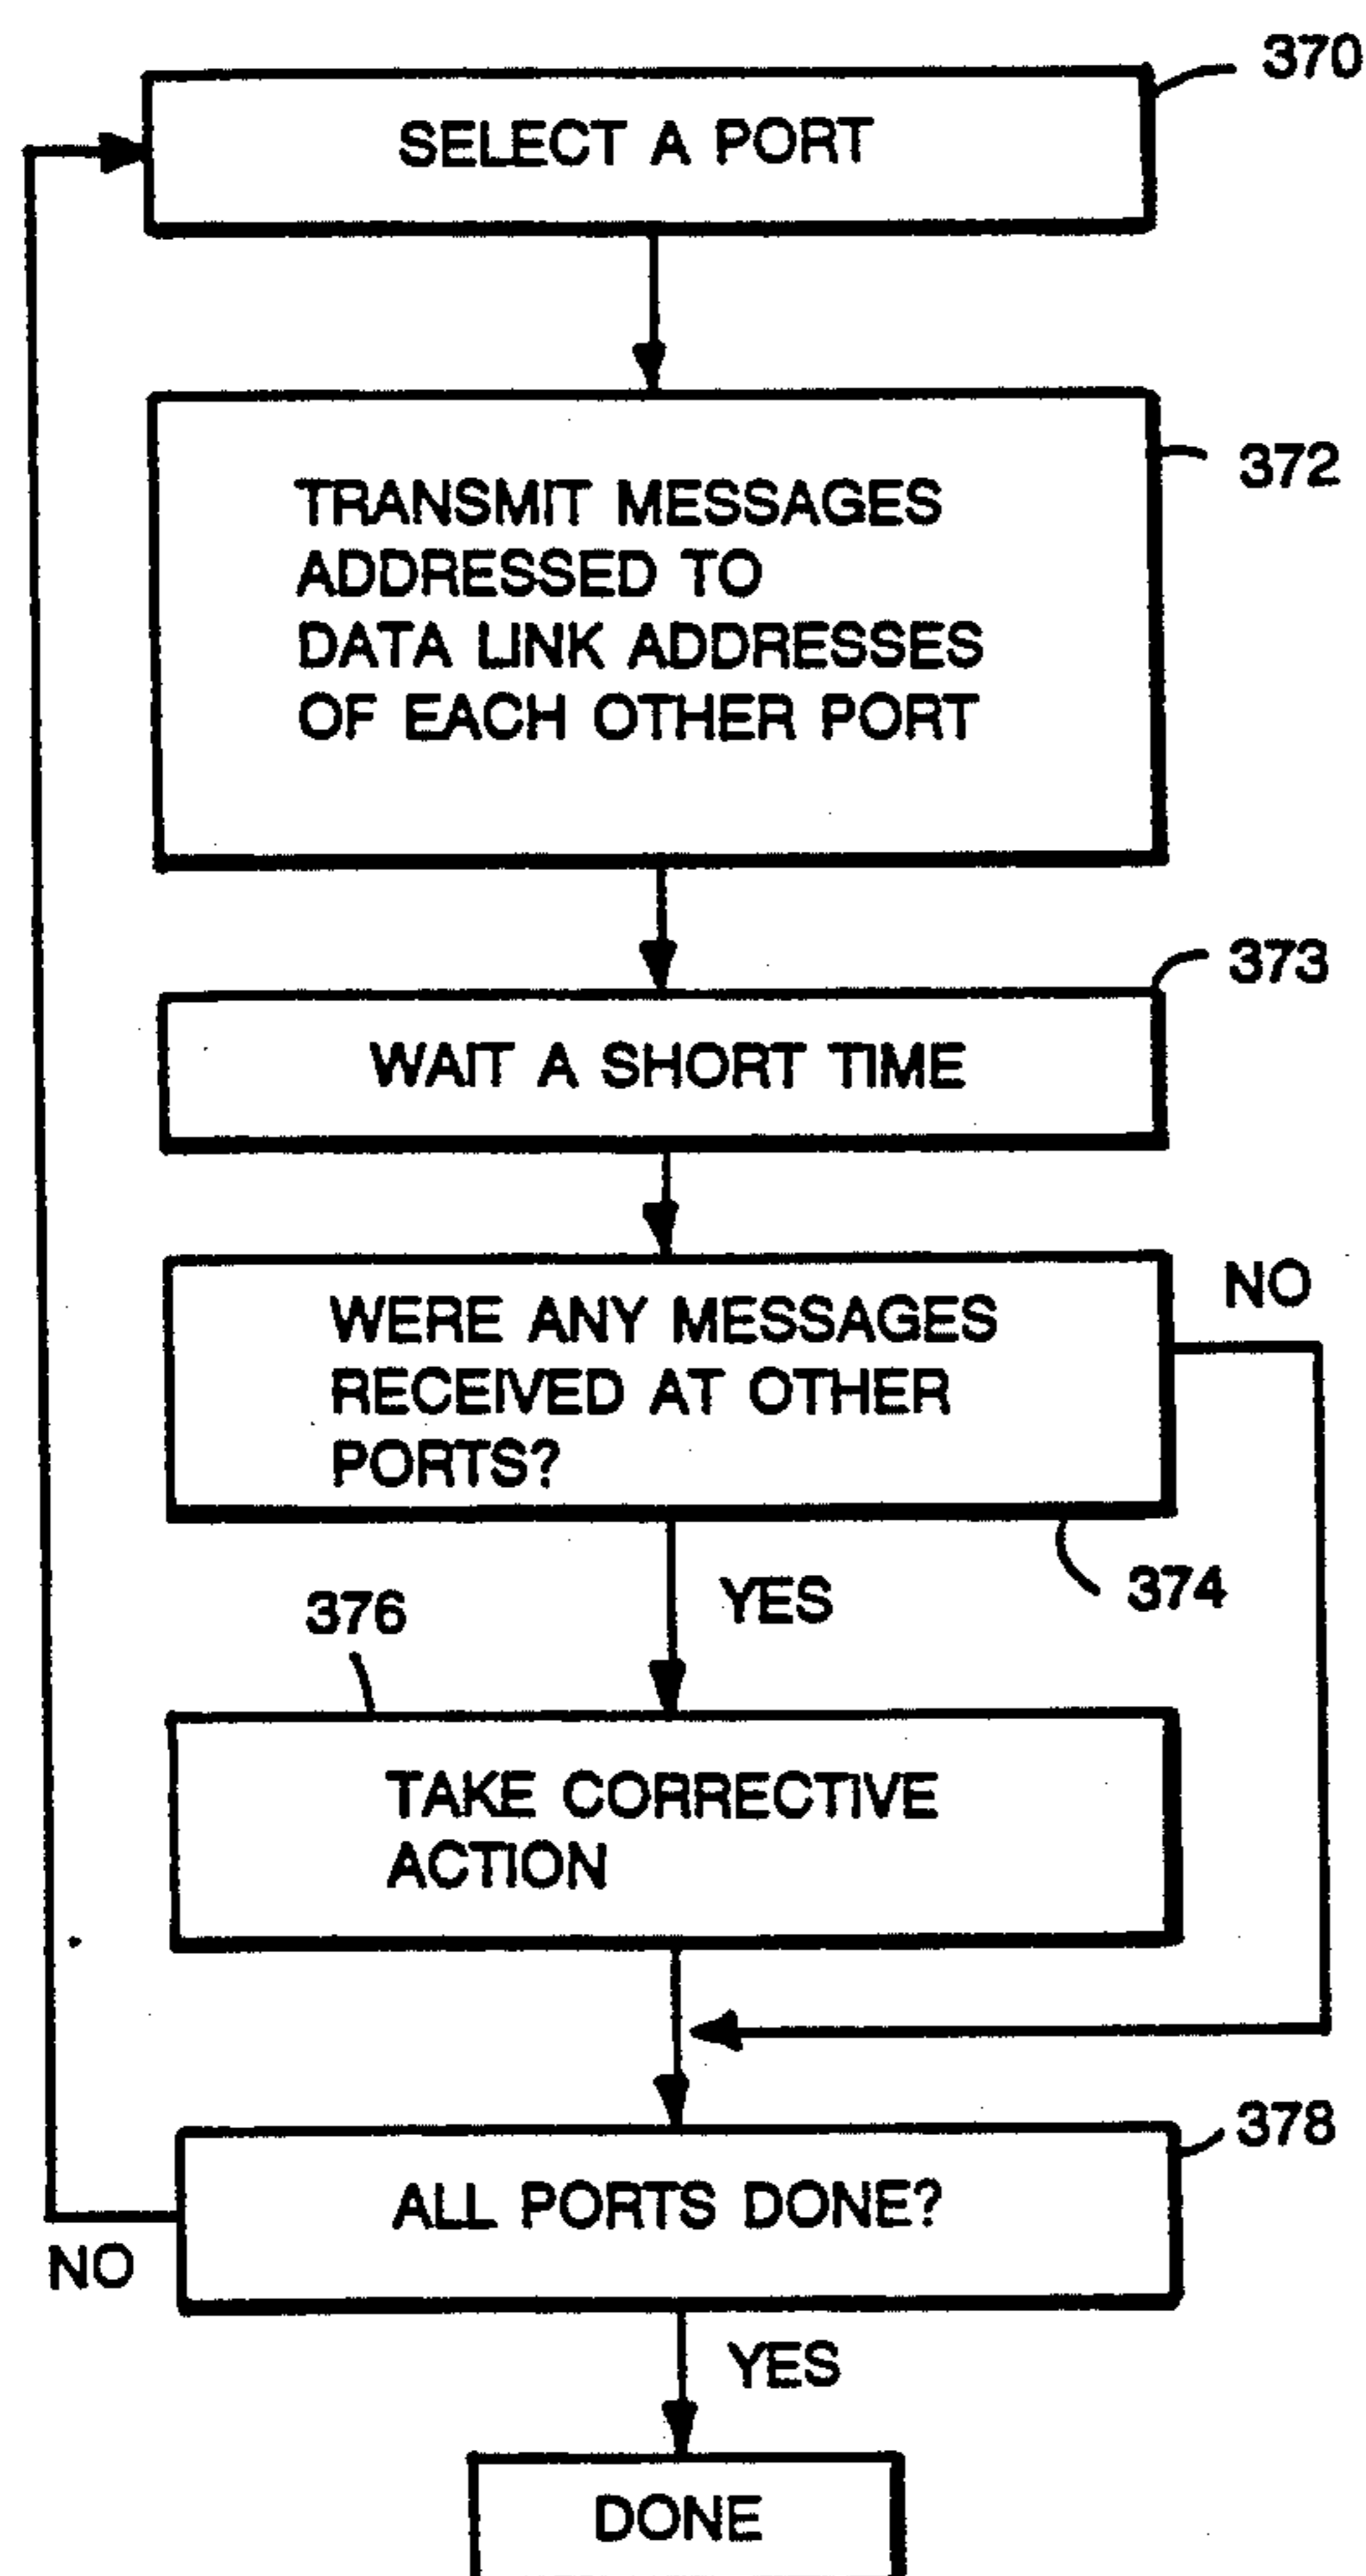 370
SELECT A PORT
372
TRANSMIT MESSAGES
ADDRESSED TO
DATA LINK ADDRESSES
OF EACH OTHER PORT
373
WAIT A SHORT TIME
NO
WERE ANY MESSAGES
RECEIVED AT OTHER
PORTS?
374
YES
376
TAKE CORRECTIVE
ACTION
378
ALL PORTS DONE?
NO
YES
DONE